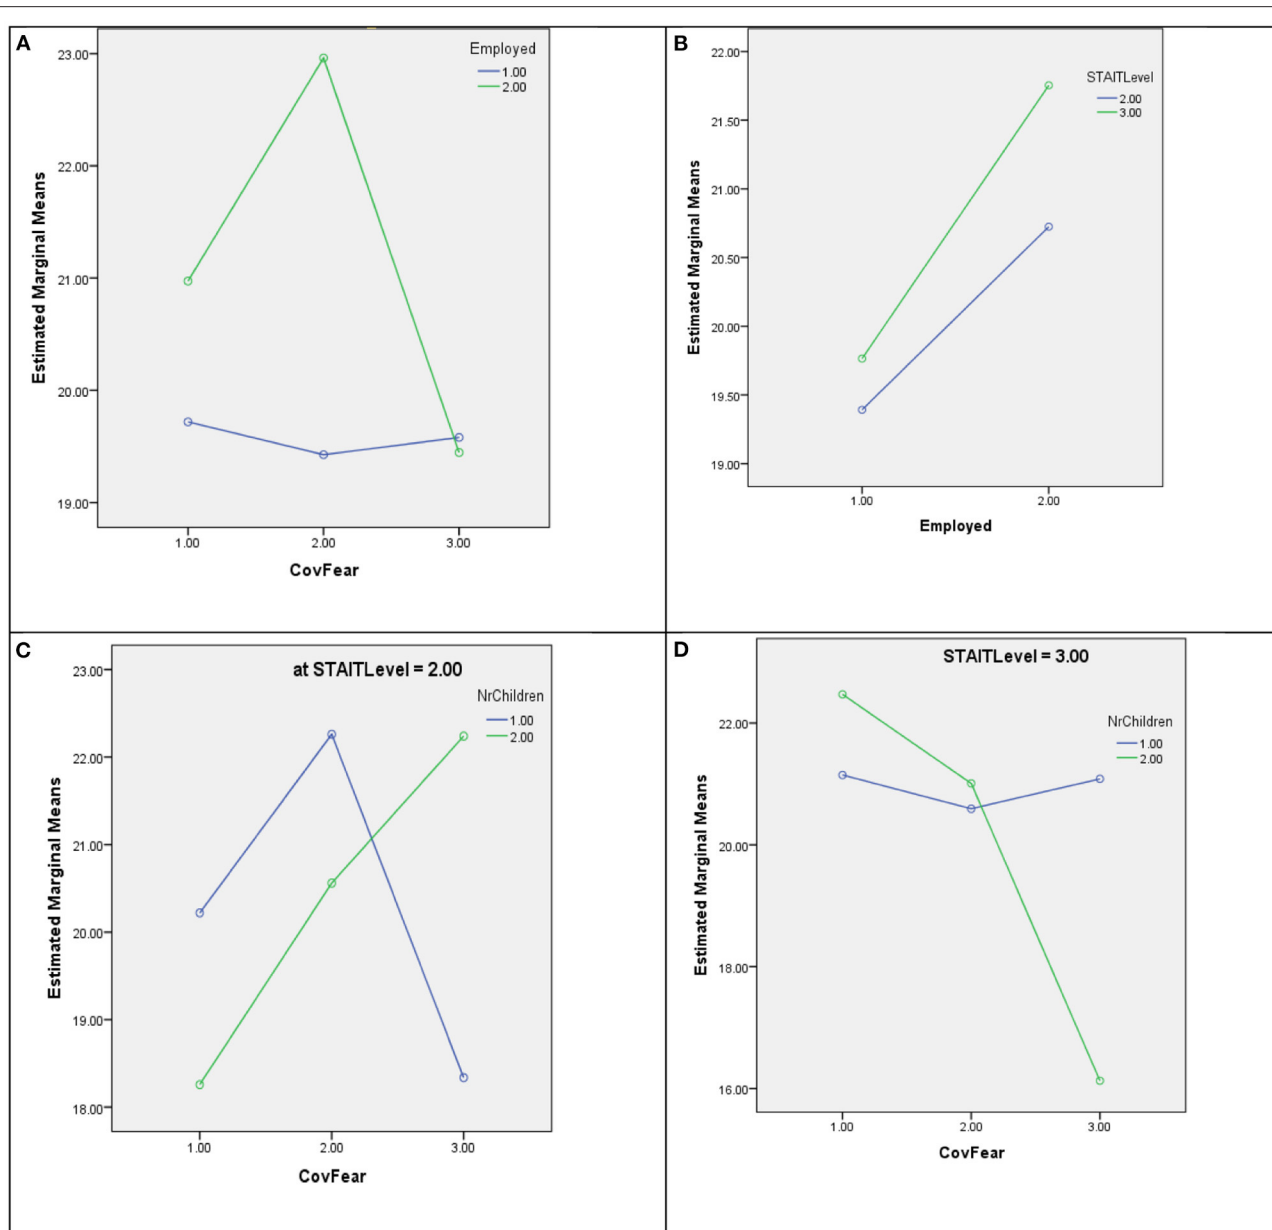 A
Employed
1.00
2.00
23.00
22.00
21.00
20.00
19.00
Estimated Marginal Means
1.00 2.00 3.00
CovFear
B
STAITLevel
2.00
3.00
22.00
21.50
21.00
20.50
20.00
19.50
19.00
Estimated Marginal Means
1.00 2.00
Employed
C
at STAITLevel = 2.00
NrChildren
1.00
2.00
23.00
22.00
21.00
20.00
19.00
18.00
Estimated Marginal Means
1.00 2.00 3.00
CovFear
D
STAITLevel = 3.00
NrChildren
1.00
2.00
22.00
20.00
18.00
16.00
Estimated Marginal Means
1.00 2.00 3.00
CovFear